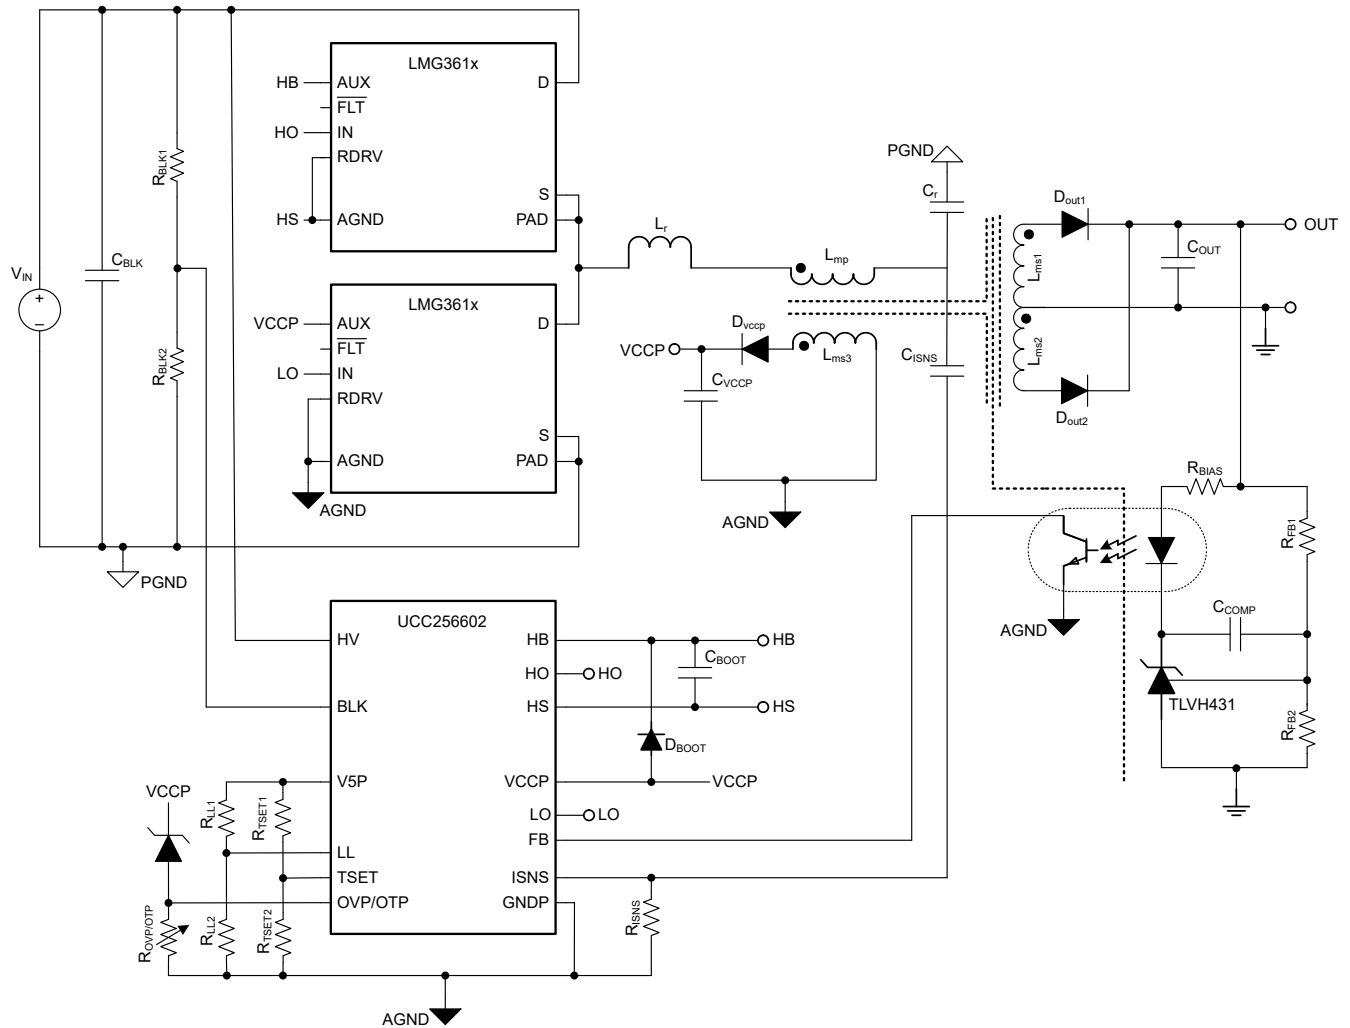 LMG361x
HB
AUX
D
FLT
HO
IN
RDRV
S
HS
AGND
PAD
PGND
Cr
Dout1
OUT
RBLK1
CBLK
VIN
+
−
Lr
Lmp
Lms1
COUT
LMG361x
VCCP
AUX
D
FLT
LO
IN
RDRV
S
AGND
PAD
AGND
RBLK2
Dvccp
VCCP
Lms3
CVCCP
AGND
CISNS
Lms2
Dout2
RBIAS
RFB1
PGND
AGND
CCOMP
TLVH431
RFB2
UCC256602
HV
HB
HB
CBOOT
HO
HO
BLK
HS
HS
DBOOT
V5P
VCCP
VCCP
VCCP
LO
LO
RLL1
RTSET1
FB
LL
TSET
ISNS
OVP/OTP
GNDP
ROVP/OTP
RLL2
RTSET2
RISNS
AGND